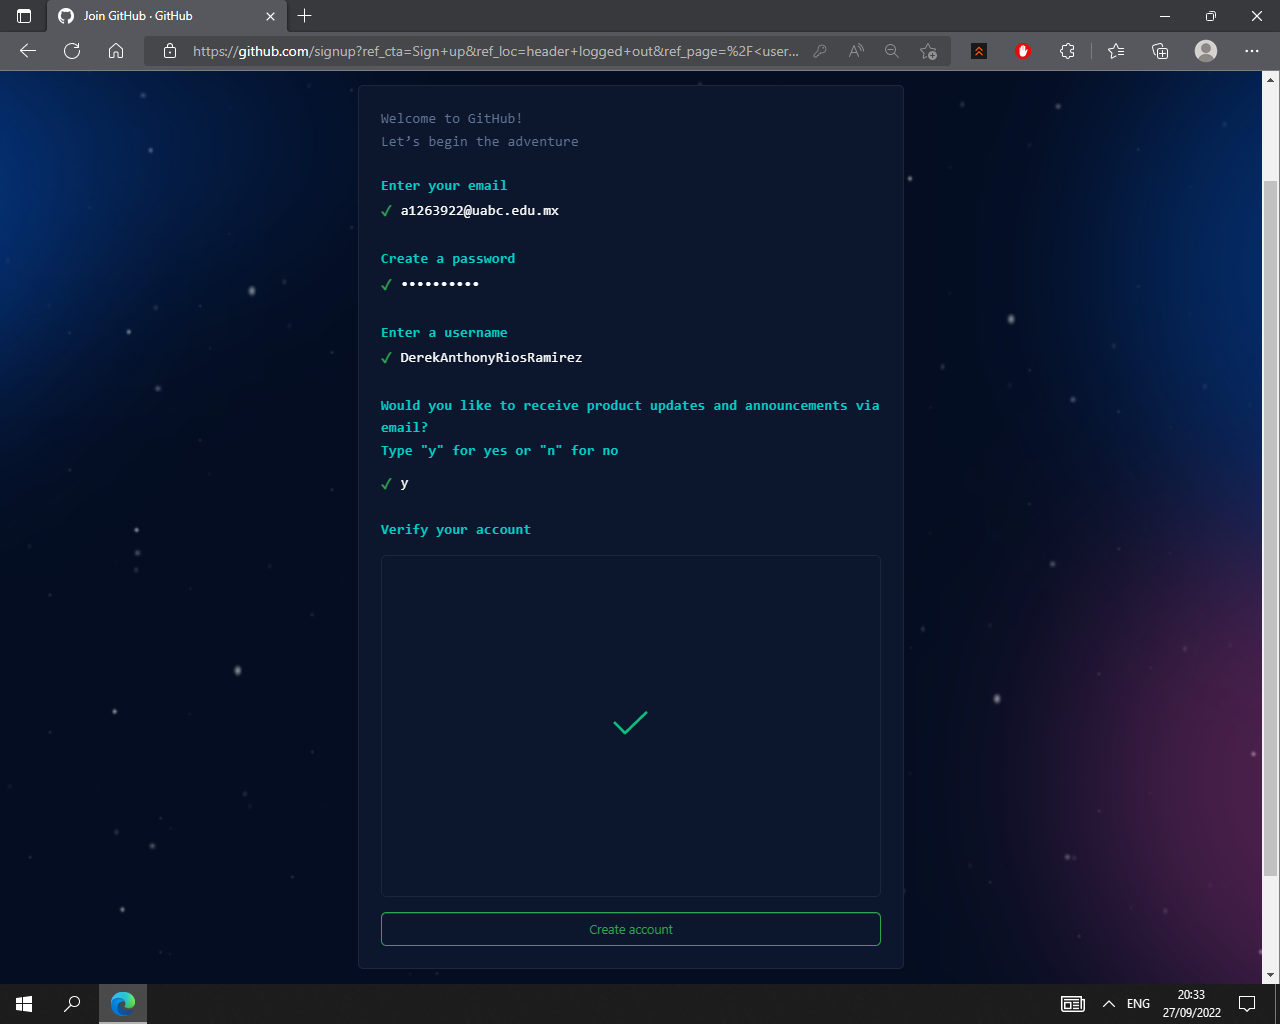 Join GitHub · GitHub
https://github.com/signup?ref_cta=Sign+up&ref_loc=header+logged+out&ref_page=%2F<user...
Welcome to GitHub!
Let’s begin the adventure
Enter your email
✓ a1263922@uabc.edu.mx
Create a password
✓ ••••••••••
Enter a username
✓ DerekAnthonyRiosRamirez
Would you like to receive product updates and announcements via
email?
Type "y" for yes or "n" for no
✓ y
Verify your account
Create account
ENG
20:33
27/09/2022